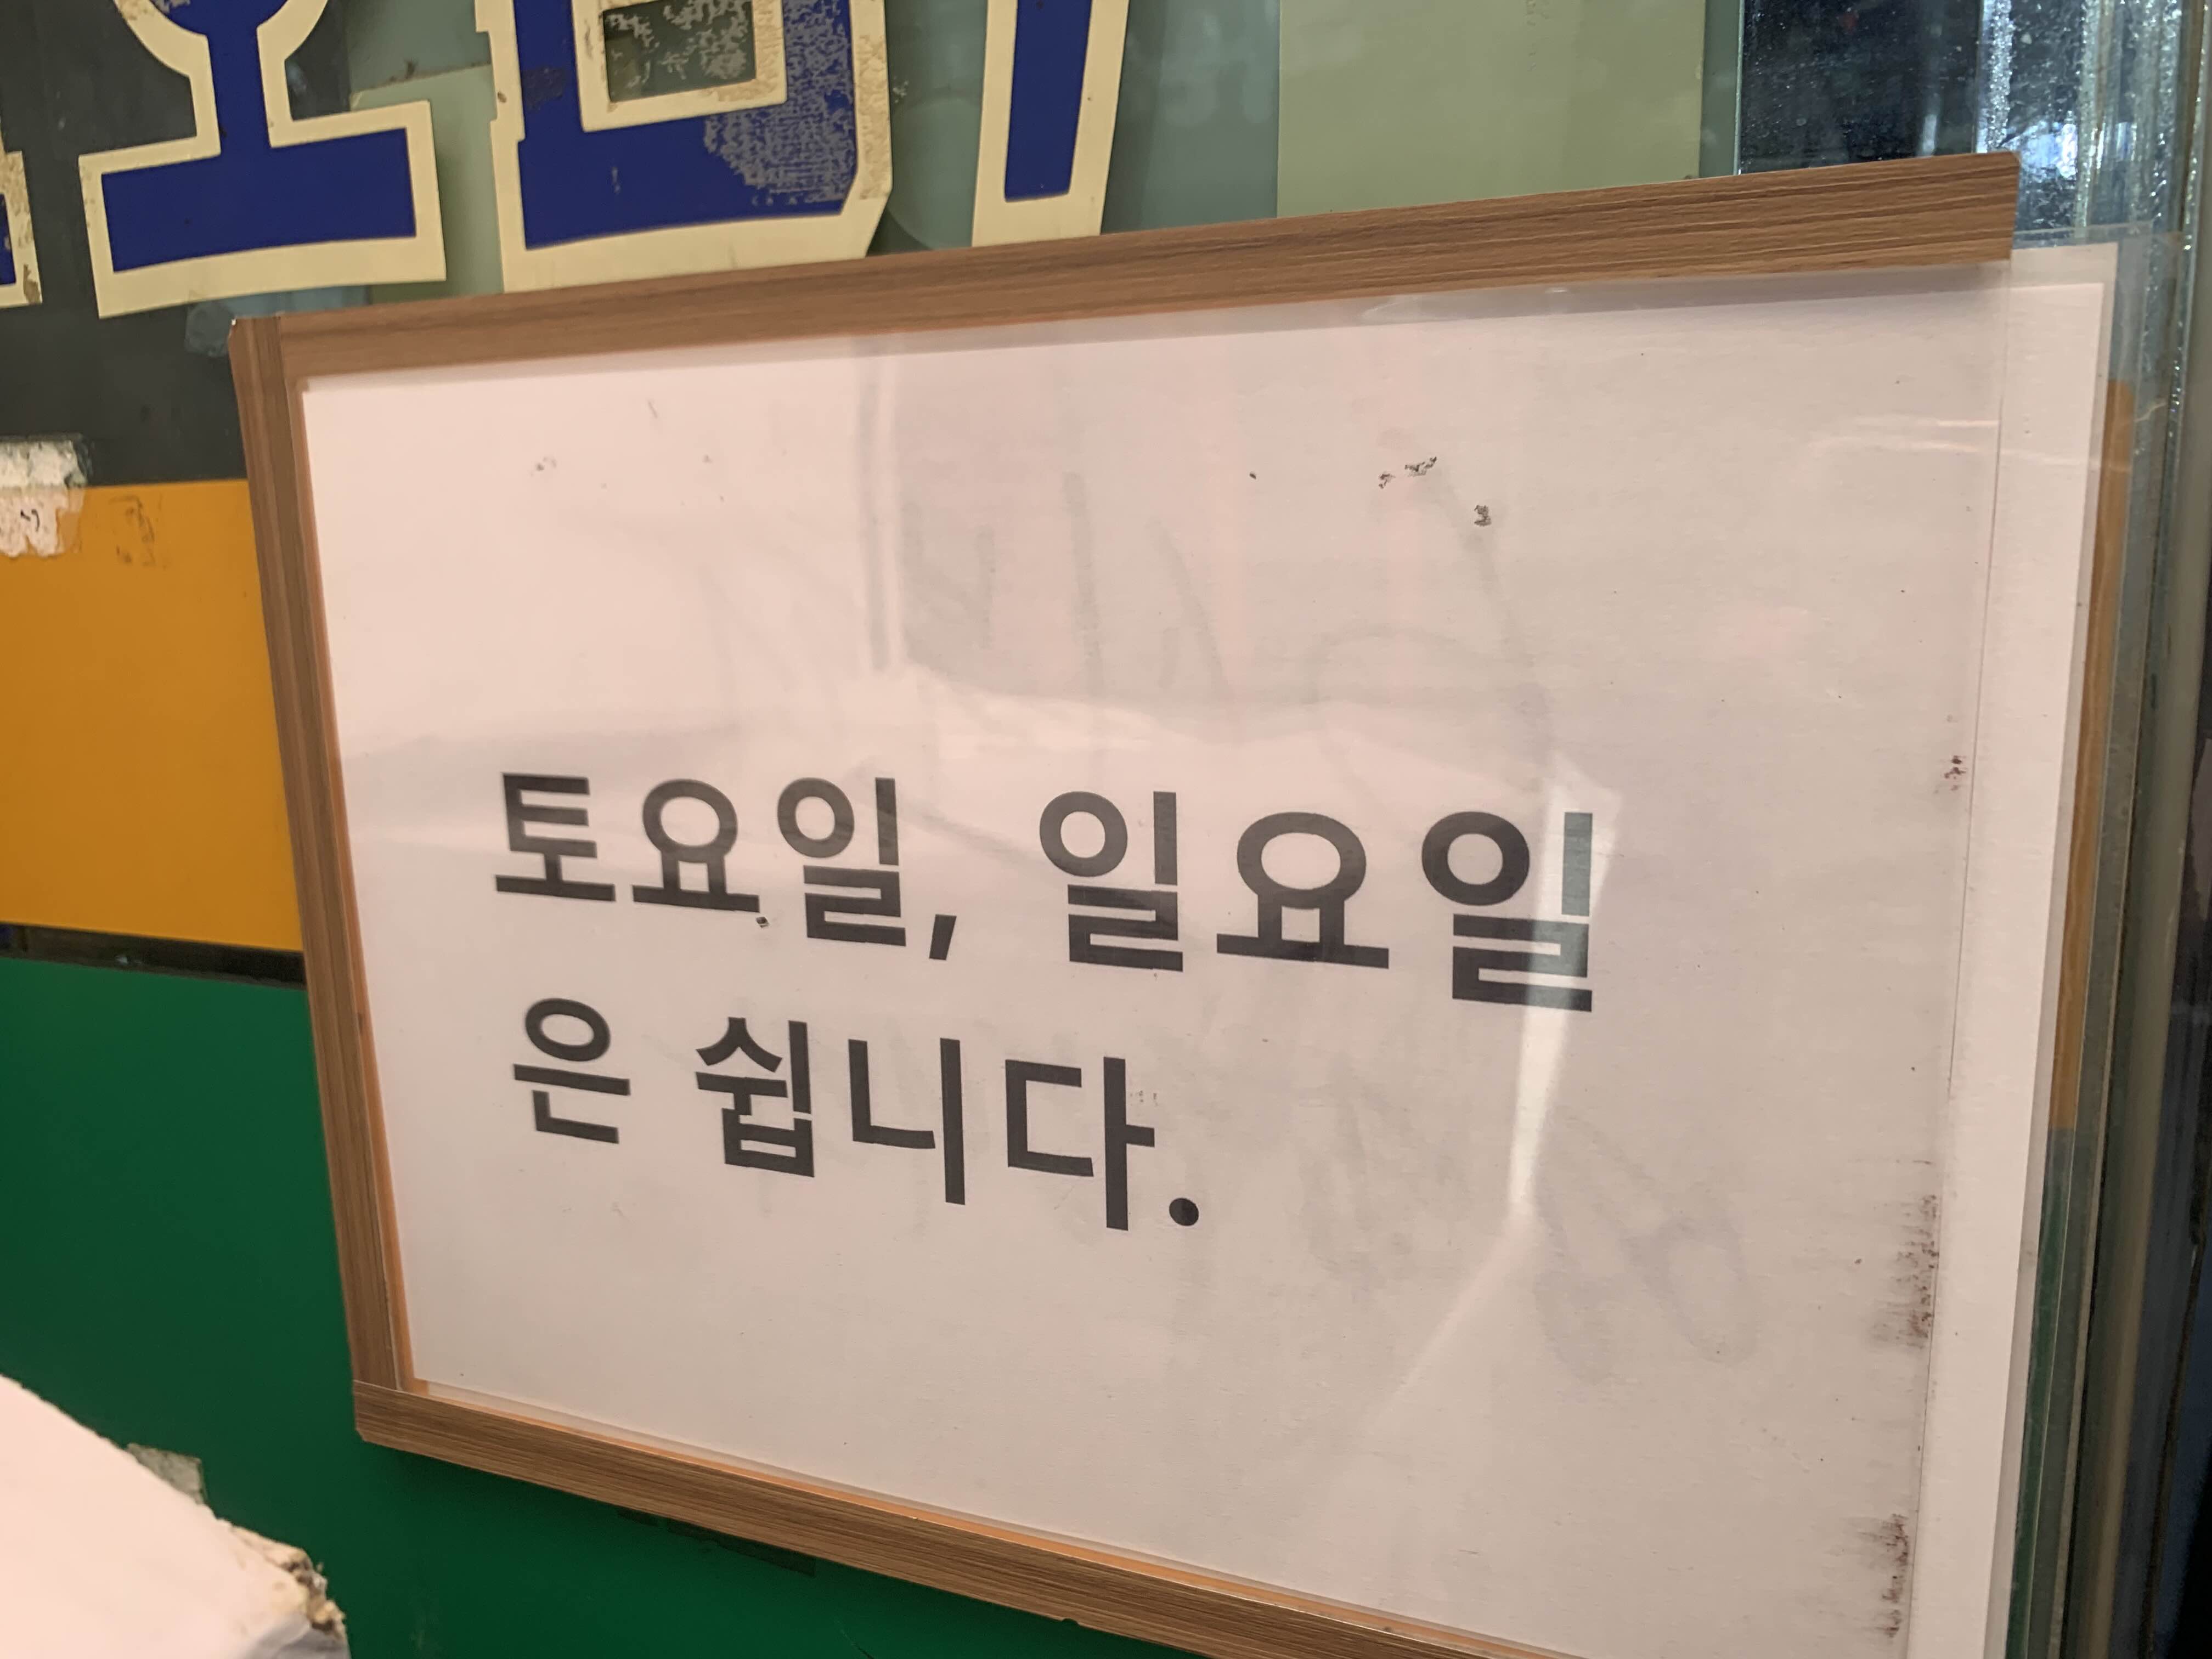 토요일, 일요일
은 쉽니다.